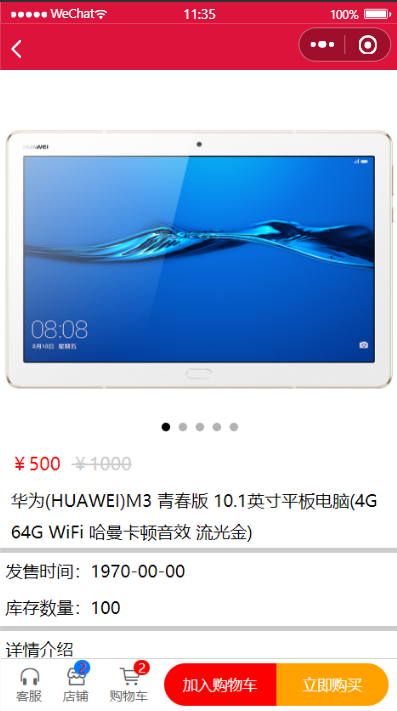 WeChat 11:35 100%
HUAWEI
08:08
8月10日 星期五
￥500 ￥1000
华为(HUAWEI)M3 青春版 10.1英寸平板电脑(4G
64G WiFi 哈曼卡顿音效 流光金)
发售时间：1970-00-00
库存数量：100
详情介绍
2 2
客服 店铺 购物车 加入购物车 立即购买